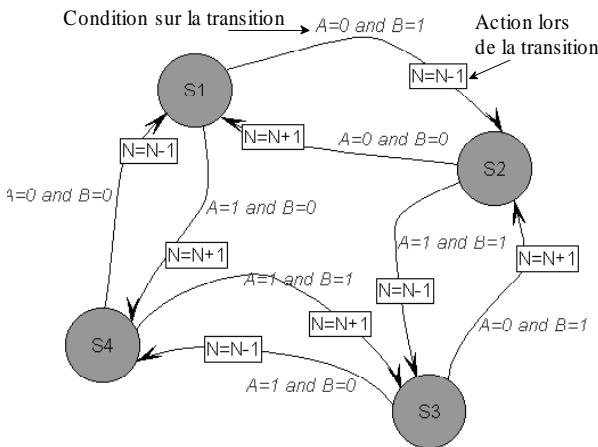 Condition sur la transition
A=0 and B=1
Action lors
de la transition
N=N-1
S1
N=N-1
N=N+1
A=0 and B=0
S2
A=0 and B=0
A=1 and B=0
A=1 and B=1
N=N+1
N=N+1
A=1 and B=1
N=N-1
N=N+1
S4
N=N-1
A=0 and B=1
A=1 and B=0
S3